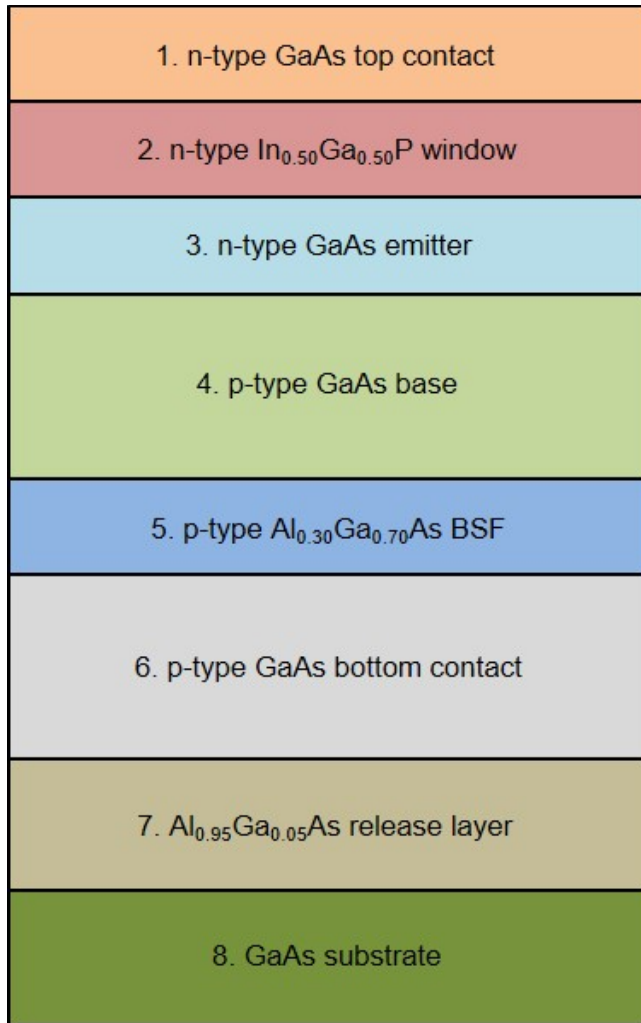 1. n-type GaAs top contact
2. n-type In₀.₅₀Ga₀.₅₀P window
3. n-type GaAs emitter
4. p-type GaAs base
5. p-type Al₀.₃₀Ga₀.₇₀As BSF
6. p-type GaAs bottom contact
7. Al₀.₉₅Ga₀.₀₅As release layer
8. GaAs substrate